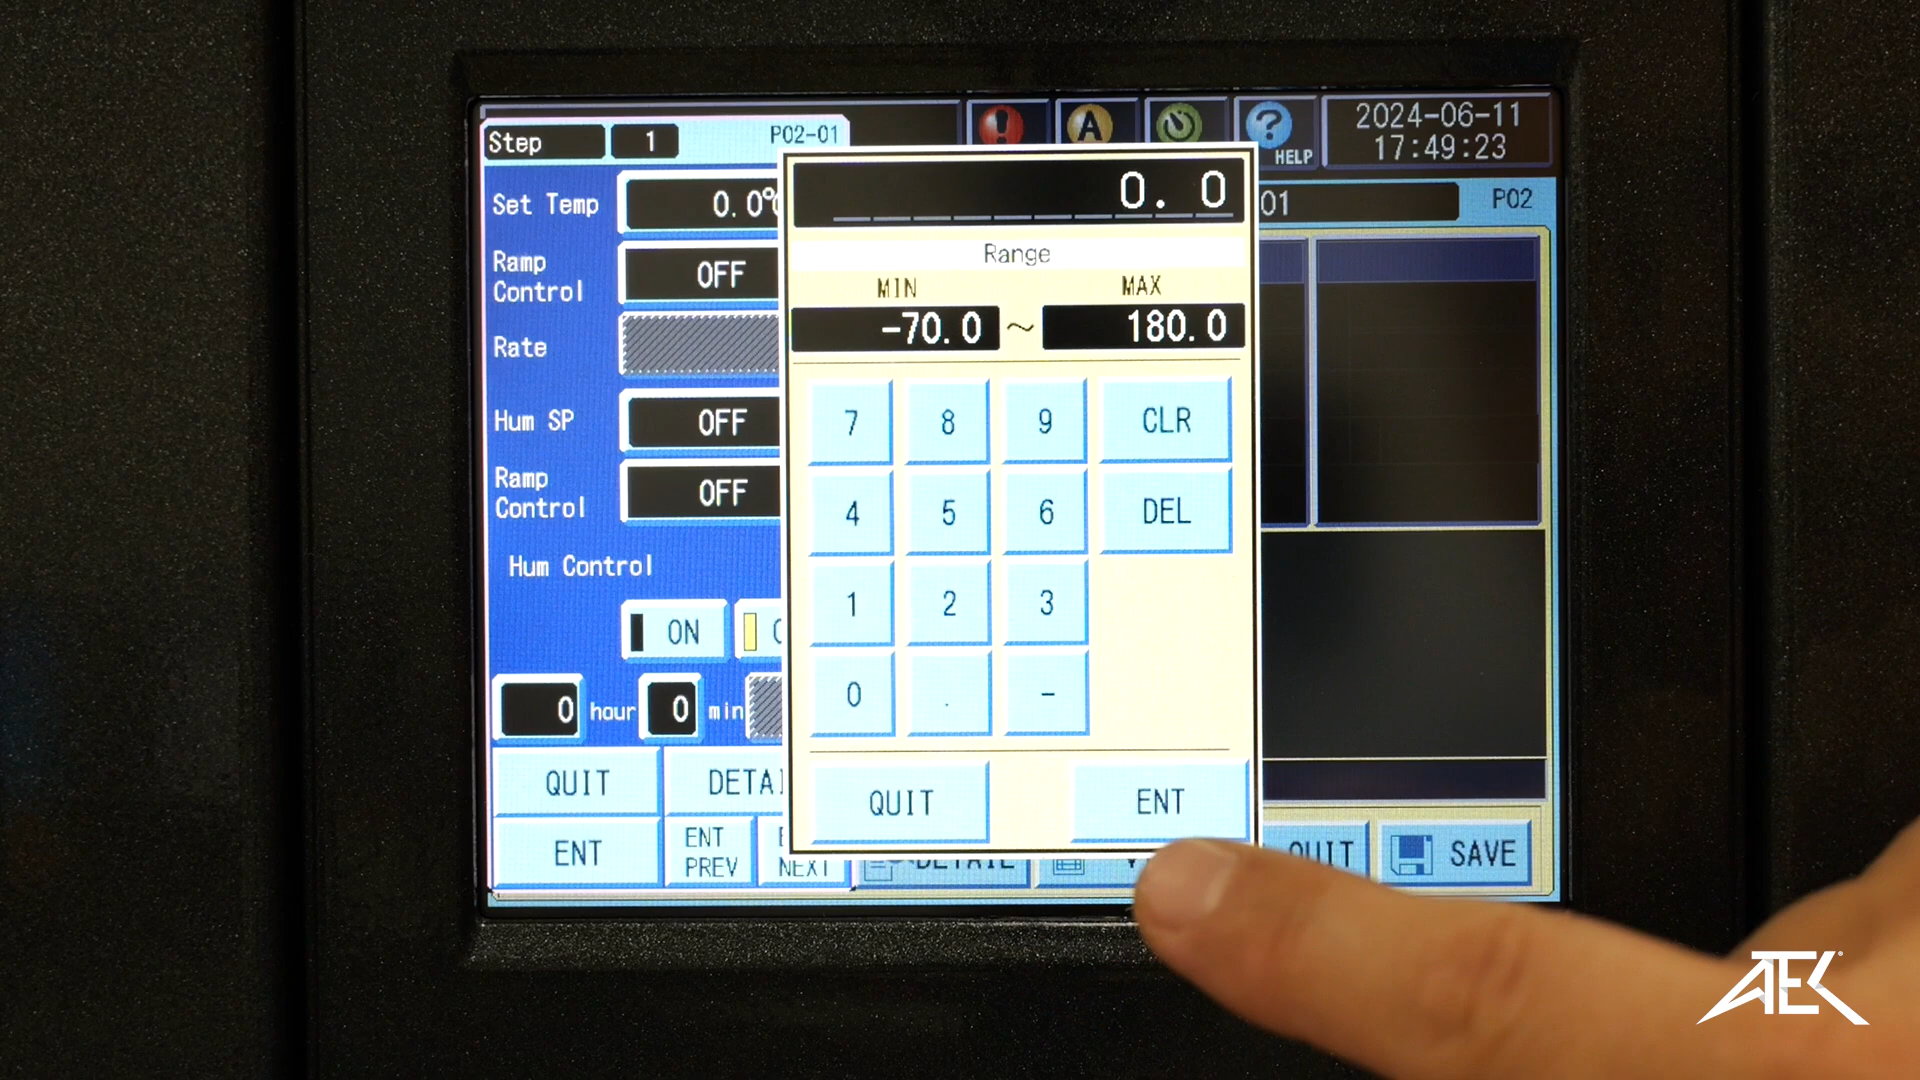 Step 1 P02-01
A
?
HELP
2024-06-11
17:49:23
Set Temp 0.0℃
Ramp
Control OFF
Rate
Hum SP OFF
Ramp
Control OFF
Hum Control
ON
0 hour 0 min
QUIT
ENT
ENT
PREV
NEXT
0.0
Range
MIN MAX
-70.0 ~ 180.0
7 8 9 CLR
4 5 6 DEL
1 2 3
0 . -
QUIT ENT
01 P02
DETAIL
QUIT SAVE
ATEC